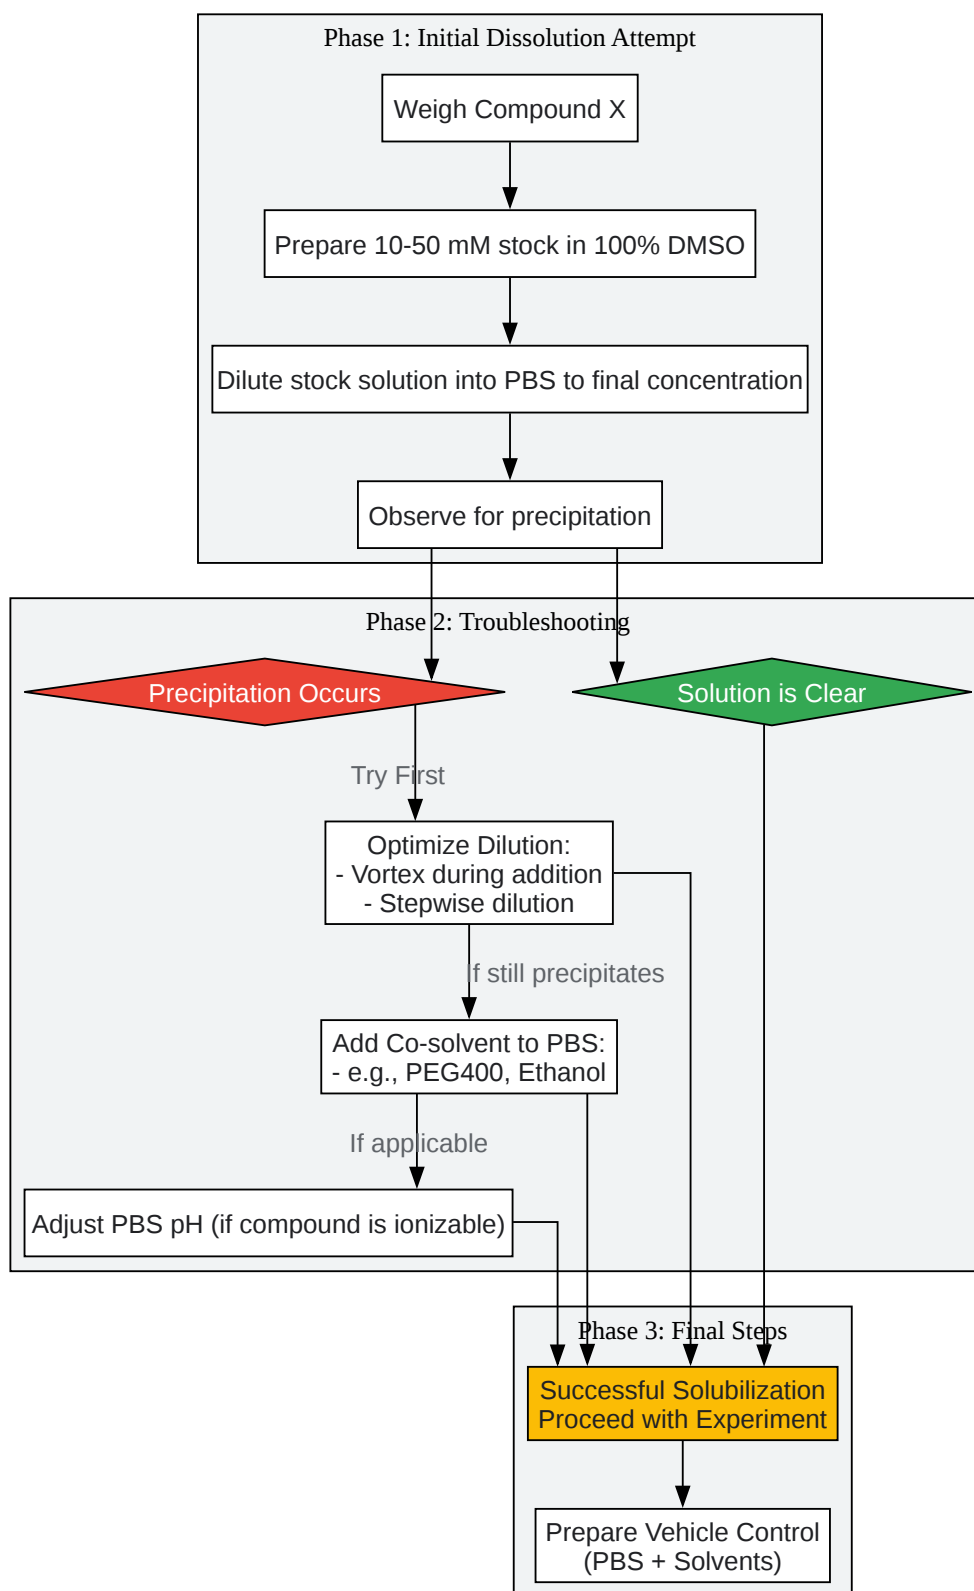 Phase 1: Initial Dissolution Attempt
Weigh Compound X
Prepare 10-50 mM stock in 100% DMSO
Dilute stock solution into PBS to final concentration
Observe for precipitation
Phase 2: Troubleshooting
Precipitation Occurs
Solution is Clear
Try First
Optimize Dilution:
- Vortex during addition
- Stepwise dilution
If still precipitates
Add Co-solvent to PBS:
- e.g., PEG400, Ethanol
If applicable
Adjust PBS pH (if compound is ionizable)
Phase 3: Final Steps
Successful Solubilization
Proceed with Experiment
Prepare Vehicle Control
(PBS + Solvents)